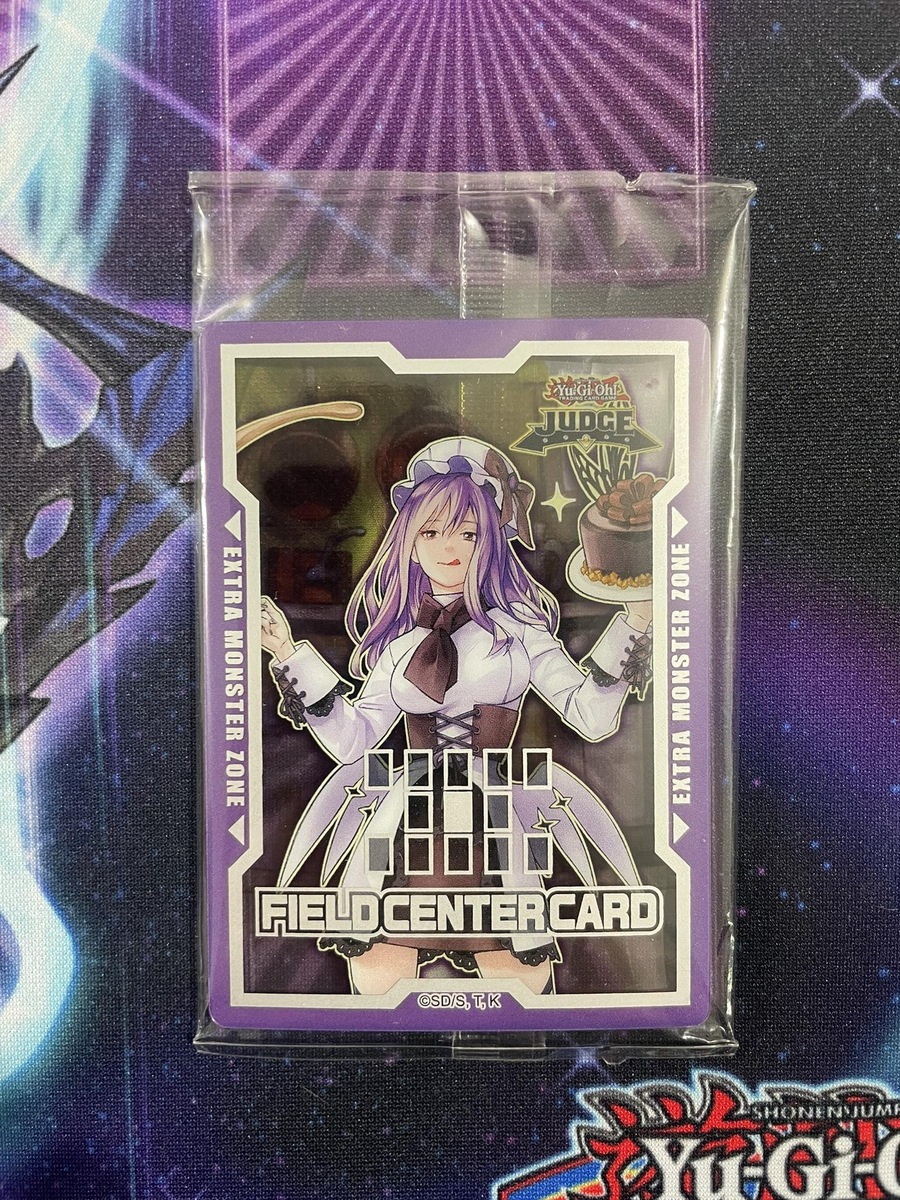 Yu-Gi-Oh!
TRADING CARD GAME
JUDGE
EXTRA MONSTER ZONE
EXTRA MONSTER ZONE
FIELD CENTER CARD
©SD/S, T, K
SHONEN JUMP
Yu-Gi-O